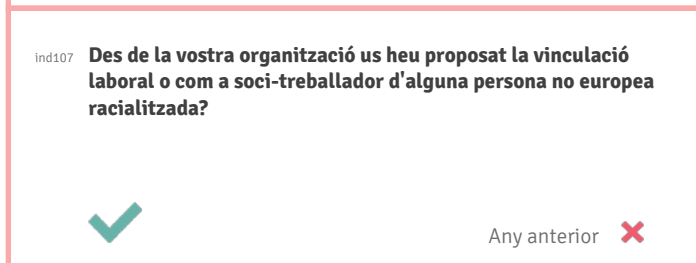 ind107 Des de la vostra organització us heu proposat la vinculació
laboral o com a soci-treballador d'alguna persona no europea
racialitzada?
Any anterior